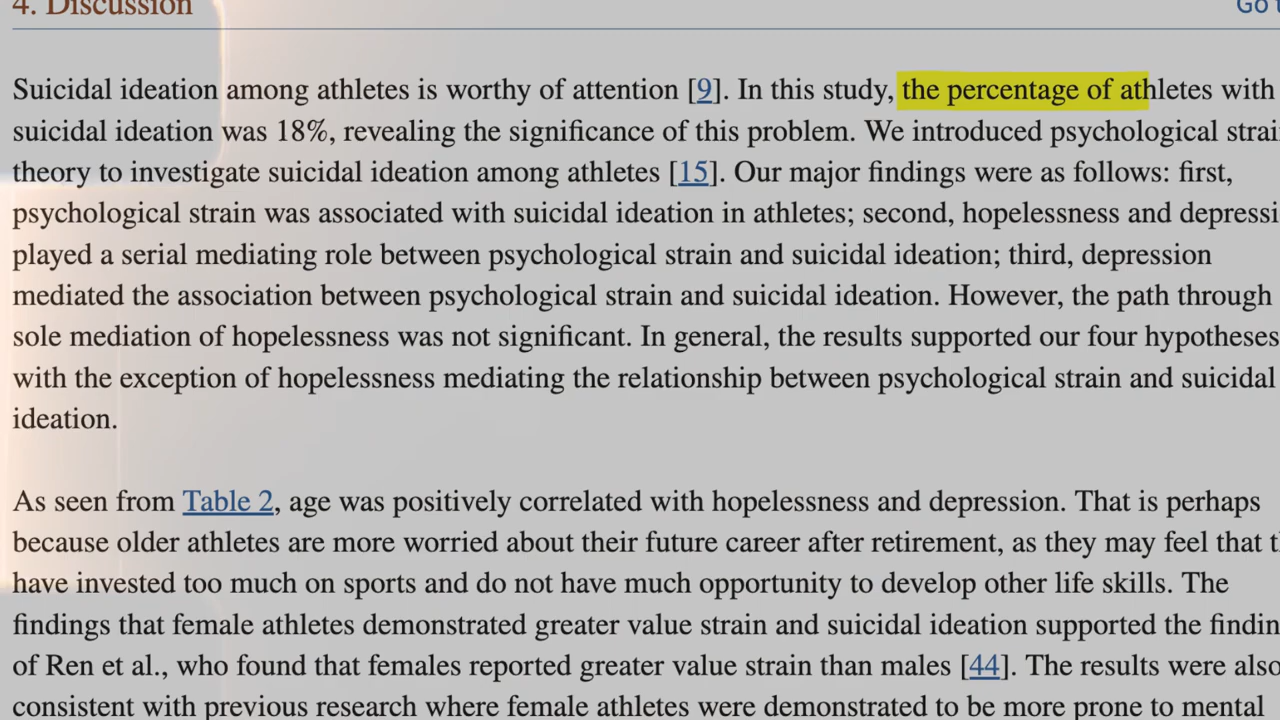 4. Discussion
Go t
Suicidal ideation among athletes is worthy of attention [9]. In this study, the percentage of athletes with
suicidal ideation was 18%, revealing the significance of this problem. We introduced psychological strai
theory to investigate suicidal ideation among athletes [15]. Our major findings were as follows: first,
psychological strain was associated with suicidal ideation in athletes; second, hopelessness and depressi
played a serial mediating role between psychological strain and suicidal ideation; third, depression
mediated the association between psychological strain and suicidal ideation. However, the path through
sole mediation of hopelessness was not significant. In general, the results supported our four hypotheses
with the exception of hopelessness mediating the relationship between psychological strain and suicidal
ideation.
As seen from Table 2, age was positively correlated with hopelessness and depression. That is perhaps
because older athletes are more worried about their future career after retirement, as they may feel that t
have invested too much on sports and do not have much opportunity to develop other life skills. The
findings that female athletes demonstrated greater value strain and suicidal ideation supported the findin
of Ren et al., who found that females reported greater value strain than males [44]. The results were also
consistent with previous research where female athletes were demonstrated to be more prone to mental